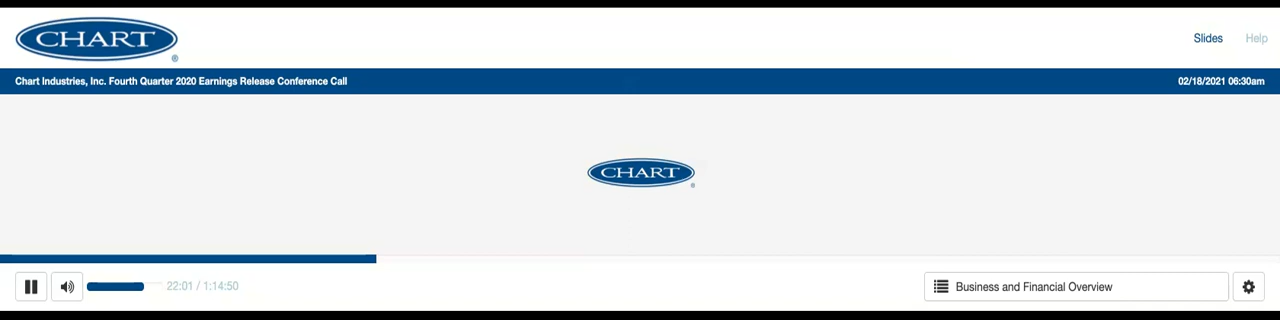 CHART
®
Slides
Help
Chart Industries, Inc. Fourth Quarter 2020 Earnings Release Conference Call
02/18/2021 06:30am
CHART
®
22:01 / 1:14:50
Business and Financial Overview